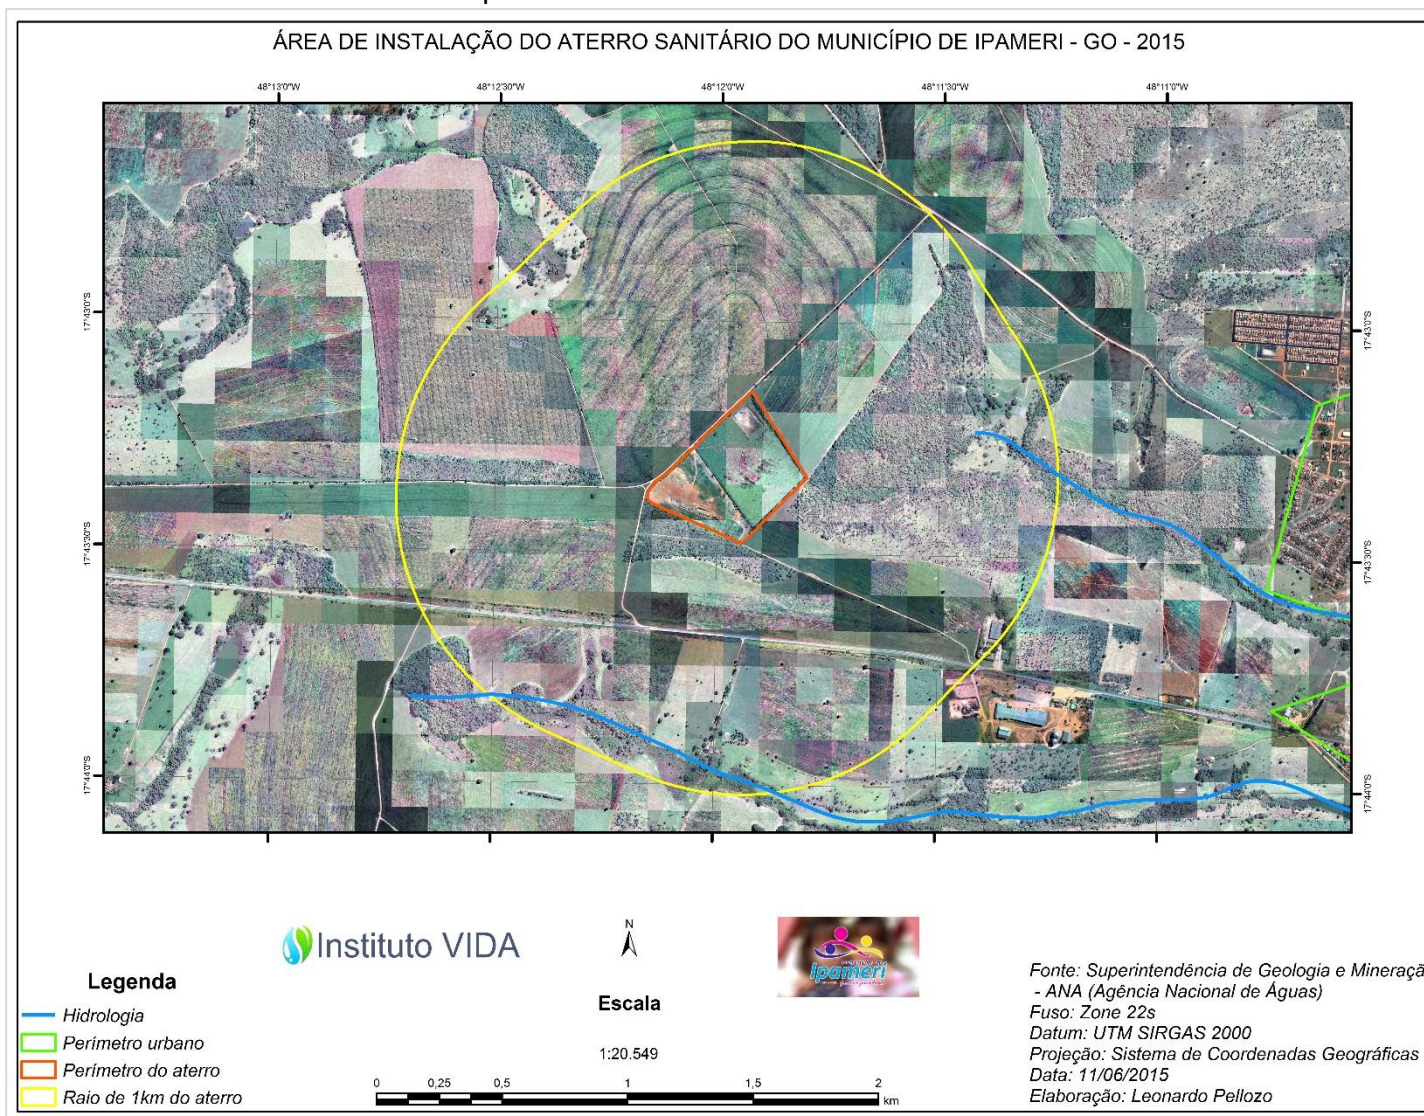 ÁREA DE INSTALAÇÃO DO ATERRO SANITÁRIO DO MUNICÍPIO DE IPAMERI - GO - 2015
48°13'0"W 48°12'30"W 48°12'0"W 48°11'30"W 48°11'0"W
17°43'0"S 17°43'0"S
17°43'30"S 17°43'30"S
17°44'0"S 17°44'0"S
Instituto VIDA
N
Ipameri
Legenda
Hidrologia
Perímetro urbano
Perímetro do aterro
Raio de 1km do aterro
Escala
1:20.549
0 0,25 0,5 1 1,5 2
km
Fonte: Superintendência de Geologia e Mineraçã
- ANA (Agência Nacional de Águas)
Fuso: Zone 22s
Datum: UTM SIRGAS 2000
Projeção: Sistema de Coordenadas Geográficas
Data: 11/06/2015
Elaboração: Leonardo Pellozo